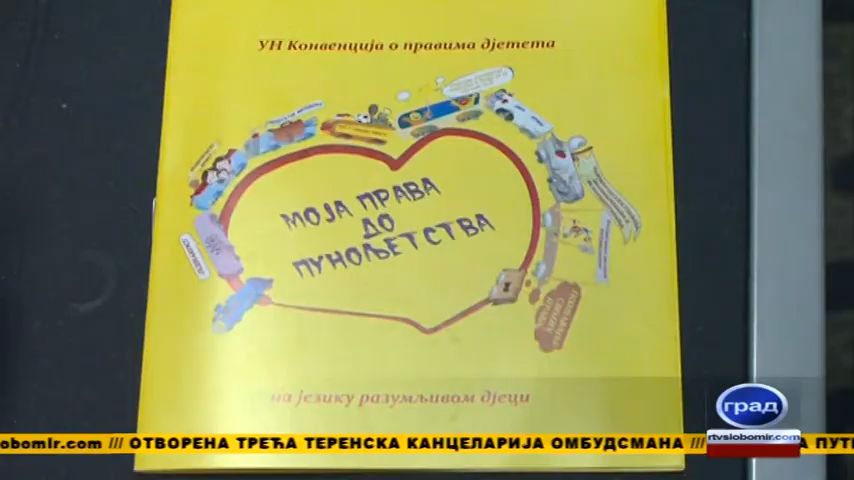 УН Конвенција о правима дјетета
МОЈА ПРАВА
ДО
ПУНОЉЕТСТВА
на језику разумљивом дјеци
град
rtvslobomir.com
obomir.com /// ОТВОРЕНА ТРЕЋА ТЕРЕНСКА КАНЦЕЛАРИЈА ОМБУДСМАНА ///